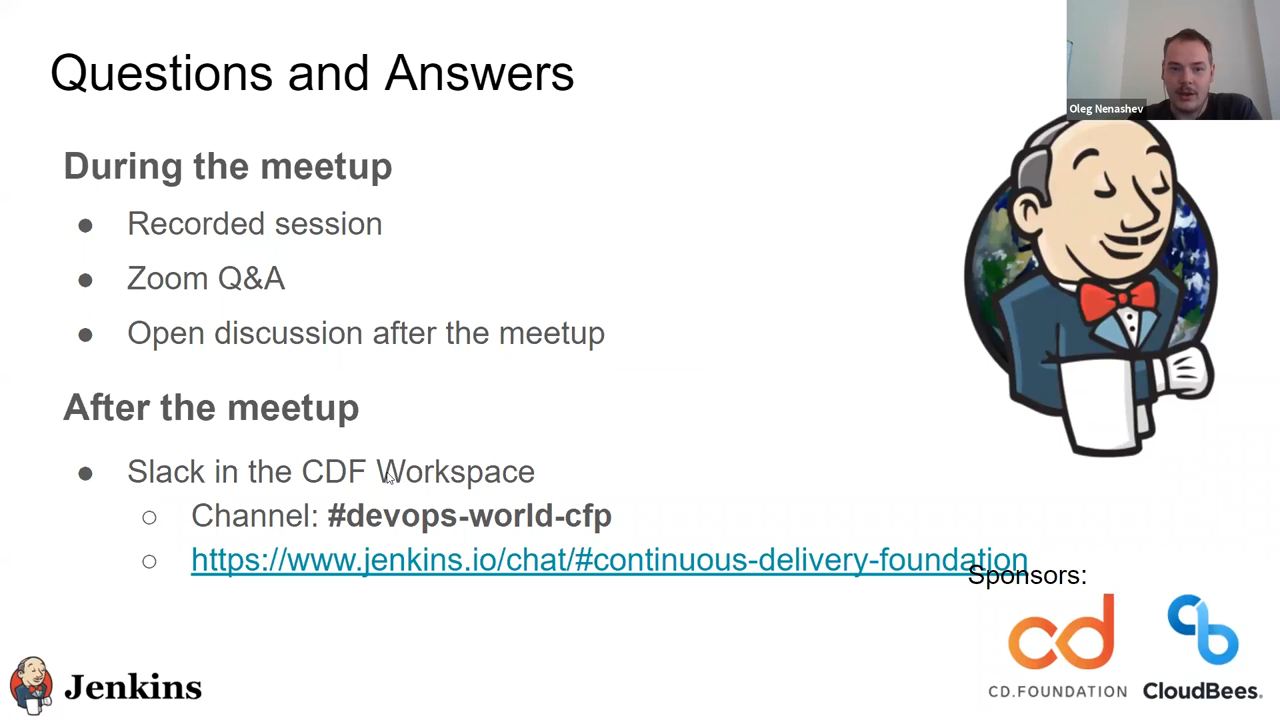 Questions and Answers
Oleg Nenashev
During the meetup
● Recorded session
● Zoom Q&A
● Open discussion after the meetup
After the meetup
● Slack in the CDF Workspace
○ Channel: #devops-world-cfp
○ https://www.jenkins.io/chat/#continuous-delivery-foundation
Sponsors:
cd
CD.FOUNDATION
CloudBees.
Jenkins